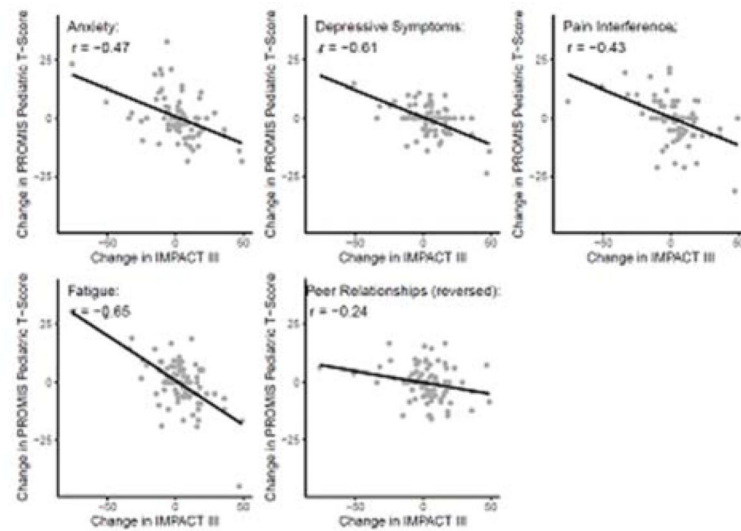 Anxiety:
r = −0.47
Change in PROMIS Pediatric T-Score
25
0
−25
−50
0
50
Change in IMPACT III
Depressive Symptoms:
r = −0.61
Change in PROMIS Pediatric T-Score
25
0
−25
−50
0
50
Change in IMPACT III
Pain Interference:
r = −0.43
Change in PROMIS Pediatric T-Score
25
0
−25
−50
0
50
Change in IMPACT III
Fatigue:
r = −0.65
Change in PROMIS Pediatric T-Score
25
0
−25
−50
0
50
Change in IMPACT III
Peer Relationships (reversed):
r = −0.24
Change in PROMIS Pediatric T-Score
25
0
−25
−50
0
50
Change in IMPACT III